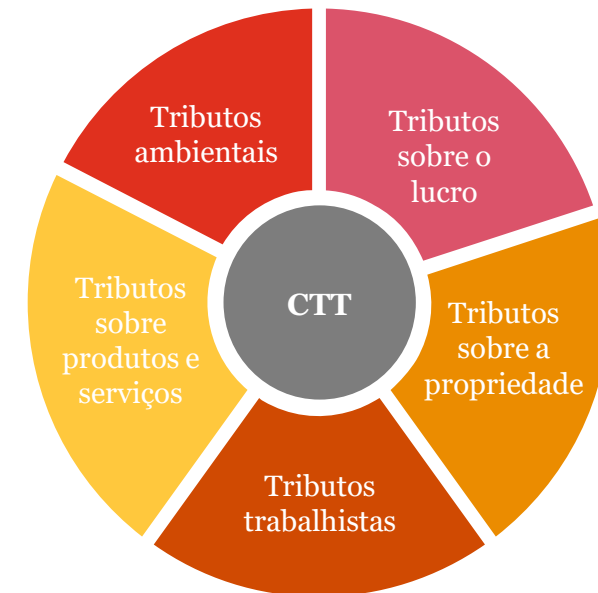 Tributos
ambientais
Tributos
sobre o
lucro
Tributos
sobre
produtos e
serviços
CTT
Tributos
sobre a
propriedade
Tributos
trabalhistas